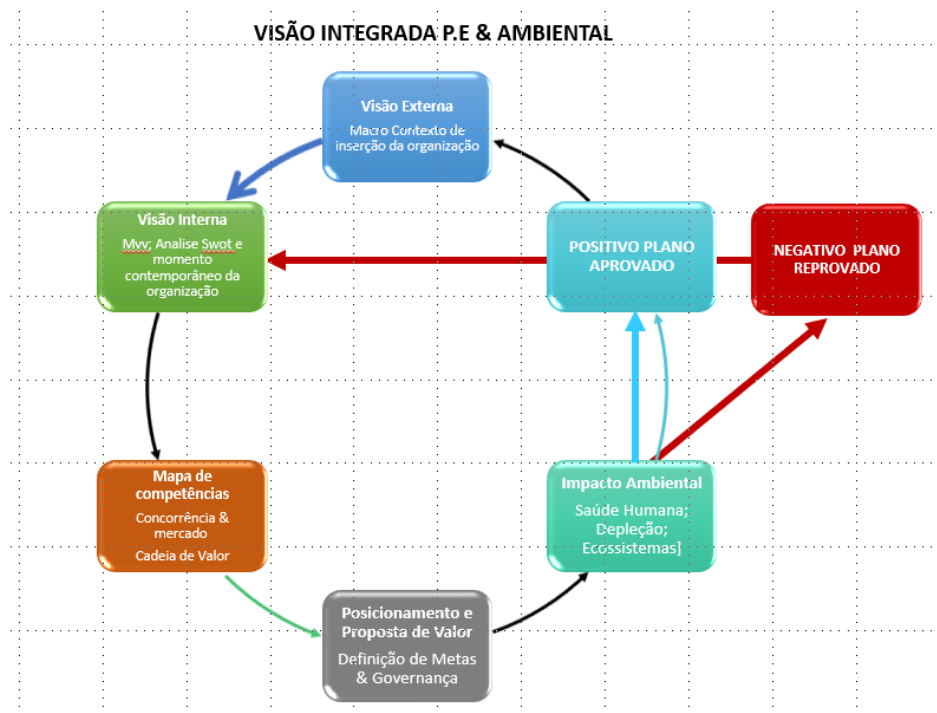 VISÃO INTEGRADA P.E & AMBIENTAL
Visão Externa
Macro Contexto de
inserção da organização
Visão Interna
Mvv; Analise Swot e
momento
contemporâneo da
organização
POSITIVO PLANO
APROVADO
NEGATIVO PLANO
REPROVADO
Mapa de
competências
Concorrência &
mercado
Cadeia de Valor
Impacto Ambiental
Saúde Humana;
Depleção;
Ecossistemas]
Posicionamento e
Proposta de Valor
Definição de Metas
& Governança